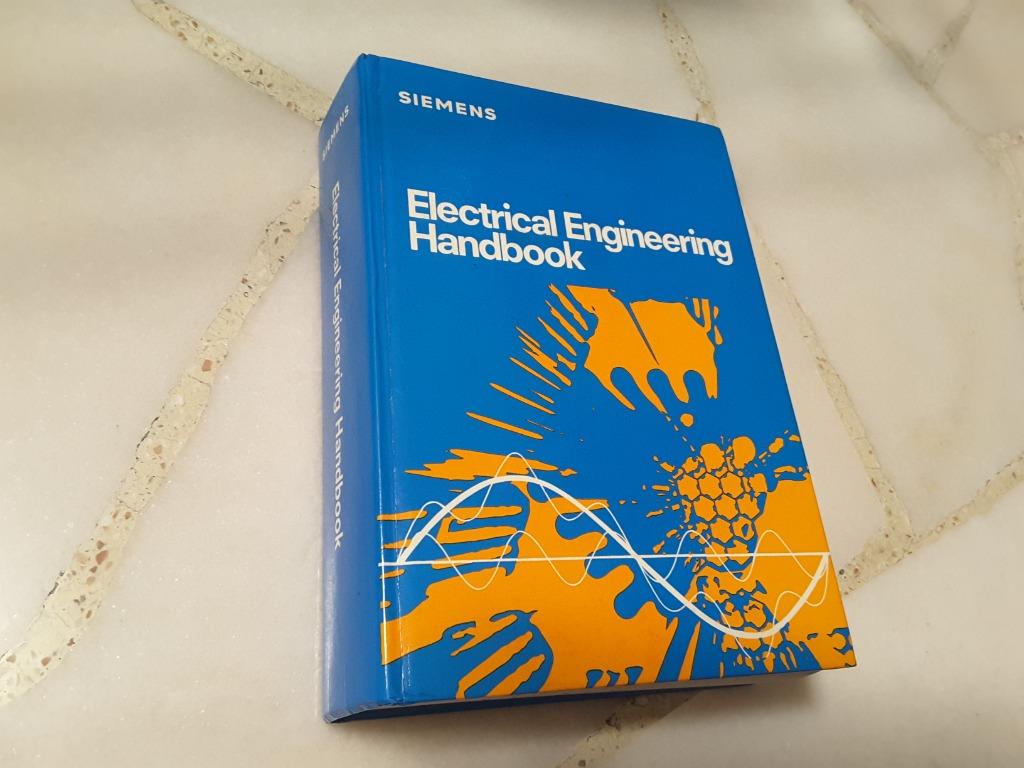 SIEMENS
Electrical Engineering
Handbook
SIEMENS
Electrical Engineering Handbook